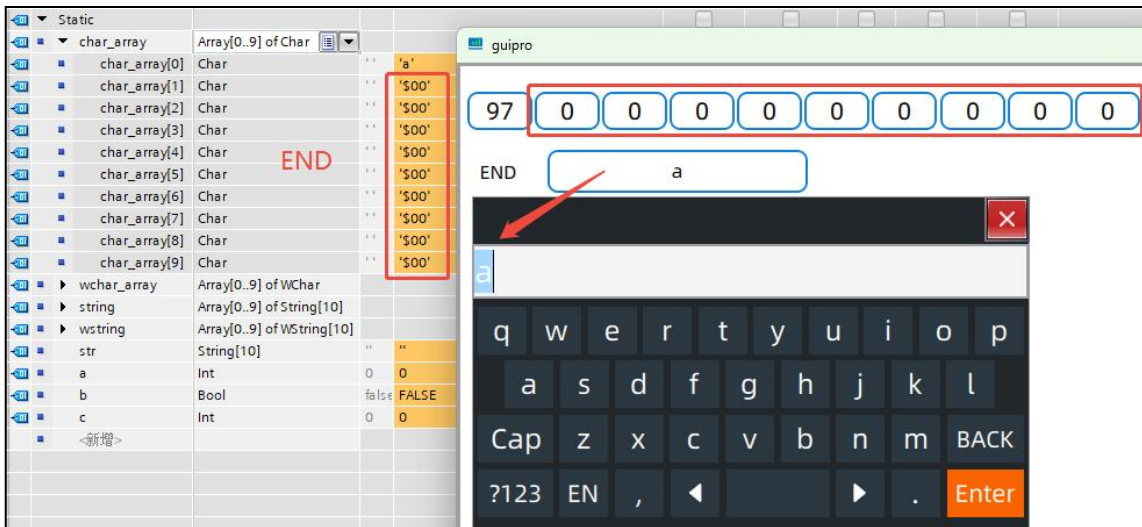 Static
char_array Array[0..9] of Char
char_array[0] Char ' ' 'a'
char_array[1] Char ' ' '$00'
char_array[2] Char ' ' '$00'
char_array[3] Char ' ' '$00'
char_array[4] Char ' ' '$00'
char_array[5] Char ' ' '$00'
char_array[6] Char ' ' '$00'
char_array[7] Char ' ' '$00'
char_array[8] Char ' ' '$00'
char_array[9] Char ' ' '$00'
END
wchar_array Array[0..9] of WChar
string Array[0..9] of String[10]
wstring Array[0..9] of WString[10]
str String[10] '' ''
a Int 0 0
b Bool false FALSE
c Int 0 0
<新增>
guipro
97 0 0 0 0 0 0 0 0 0
END a
a
q w e r t y u i o p
a s d f g h j k l
Cap z x c v b n m BACK
?123 EN , .  Enter